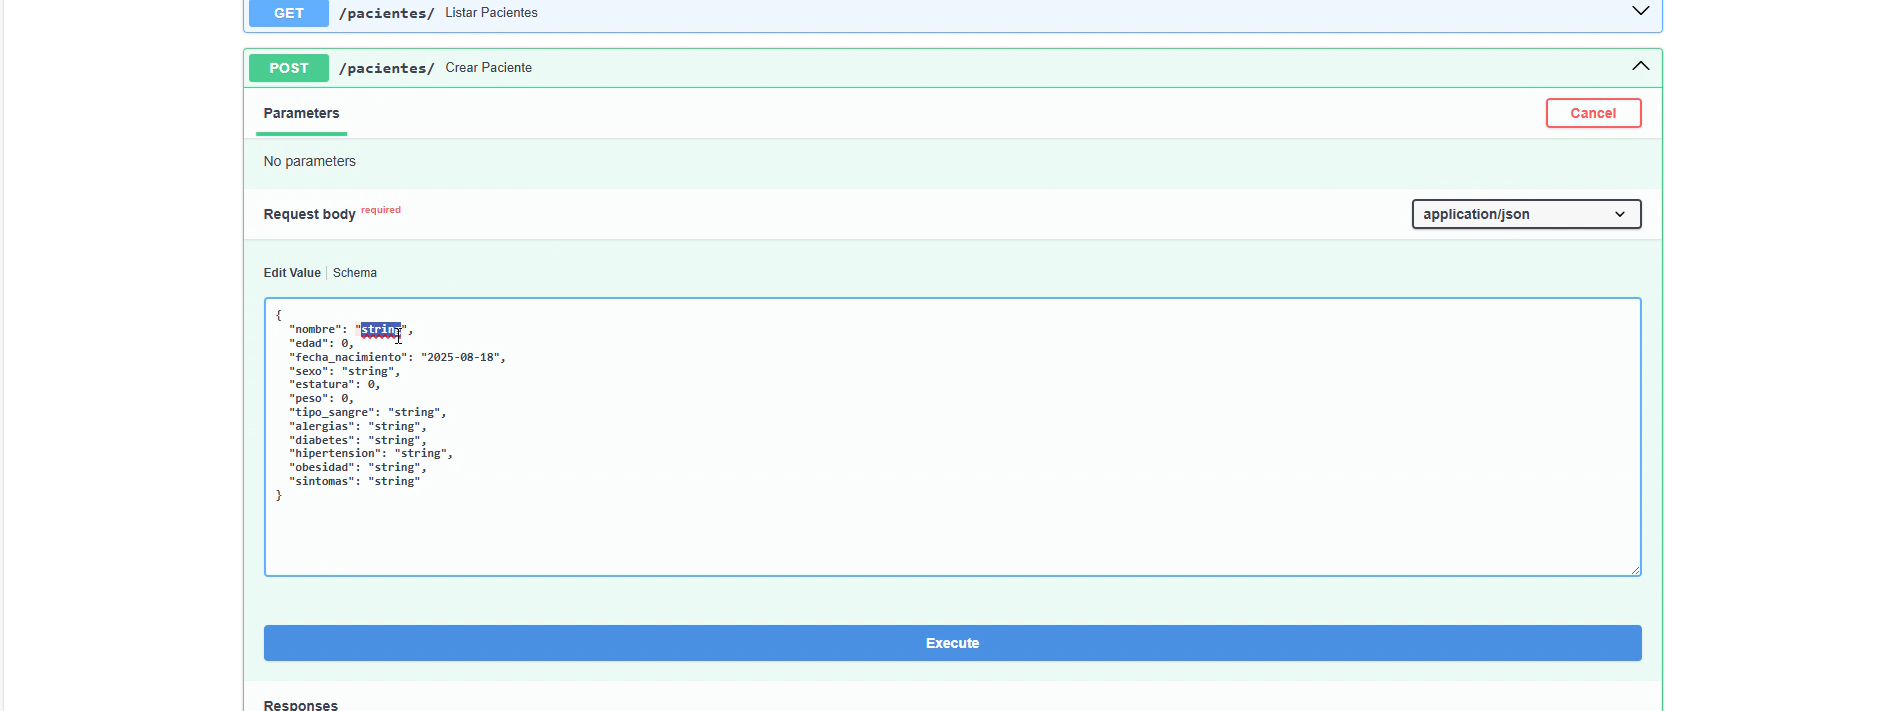 GET /pacientes/ Listar Pacientes
POST /pacientes/ Crear Paciente
Parameters
Cancel
No parameters
Request body required
application/json
Edit Value | Schema
{
"nombre": "string",
"edad": 0,
"fecha_nacimiento": "2025-08-18",
"sexo": "string",
"estatura": 0,
"peso": 0,
"tipo_sangre": "string",
"alergias": "string",
"diabetes": "string",
"hipertension": "string",
"obesidad": "string",
"sintomas": "string"
}
Execute
Responses